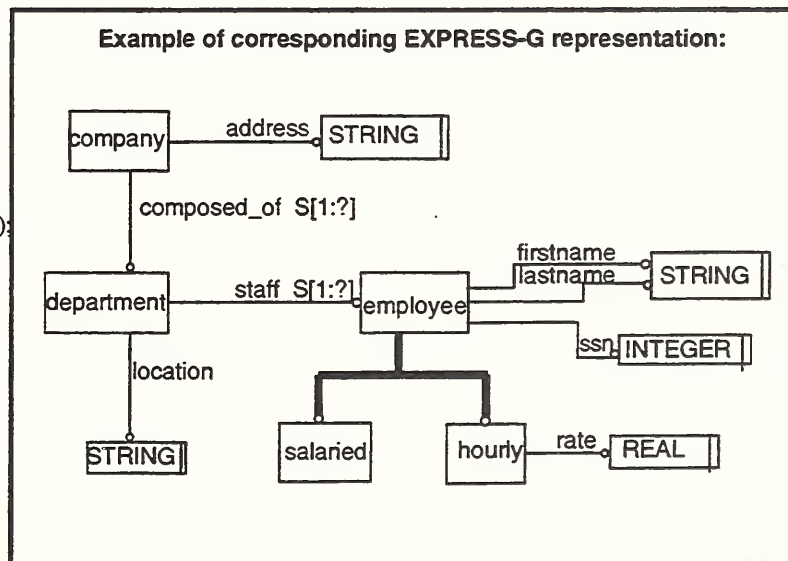 Example of corresponding EXPRESS-G representation:
company
address
STRING
composed_of S[1:?]
);
department
staff S[1:?]
employee
firstname
lastname
STRING
ssn
INTEGER
location
STRING
salaried
hourly
rate
REAL